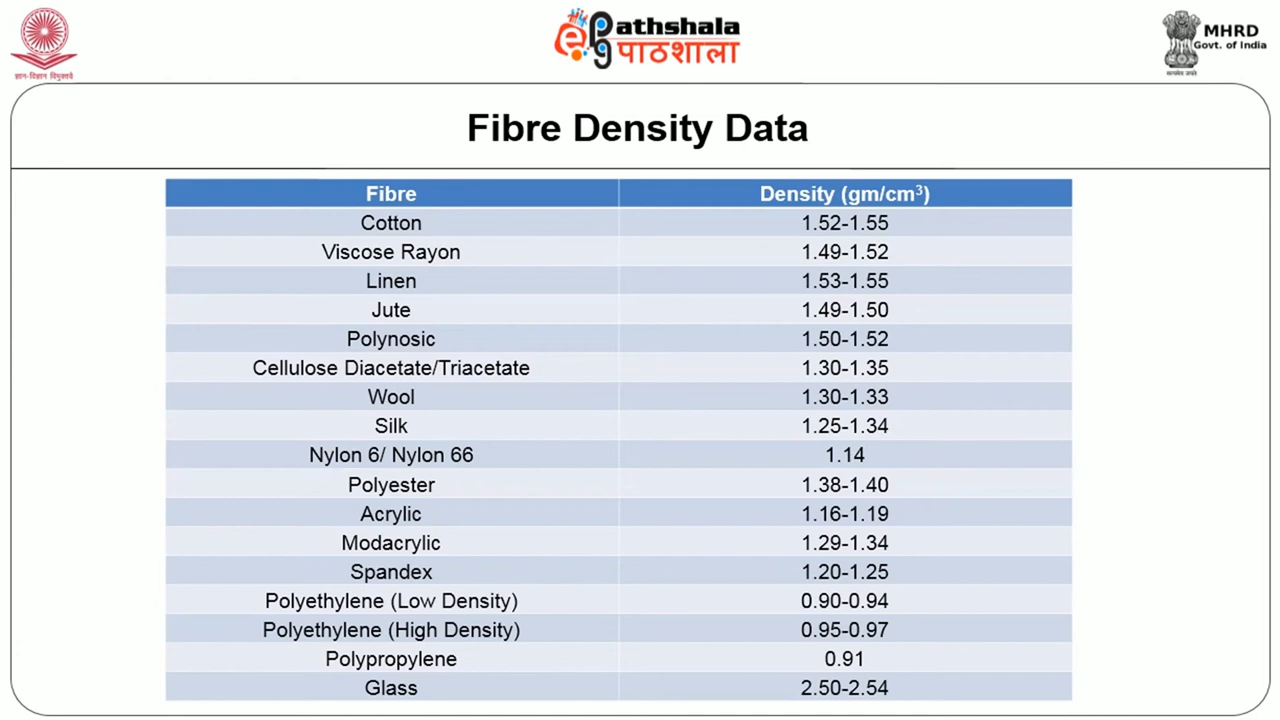 ज्ञान-विज्ञान विमुक्तये
Pathshala
पाठशाला
MHRD
Govt. of India
सत्यमेव जयते
Fibre Density Data
Fibre Density (gm/cm³)
Cotton 1.52-1.55
Viscose Rayon 1.49-1.52
Linen 1.53-1.55
Jute 1.49-1.50
Polynosic 1.50-1.52
Cellulose Diacetate/Triacetate 1.30-1.35
Wool 1.30-1.33
Silk 1.25-1.34
Nylon 6/ Nylon 66 1.14
Polyester 1.38-1.40
Acrylic 1.16-1.19
Modacrylic 1.29-1.34
Spandex 1.20-1.25
Polyethylene (Low Density) 0.90-0.94
Polyethylene (High Density) 0.95-0.97
Polypropylene 0.91
Glass 2.50-2.54